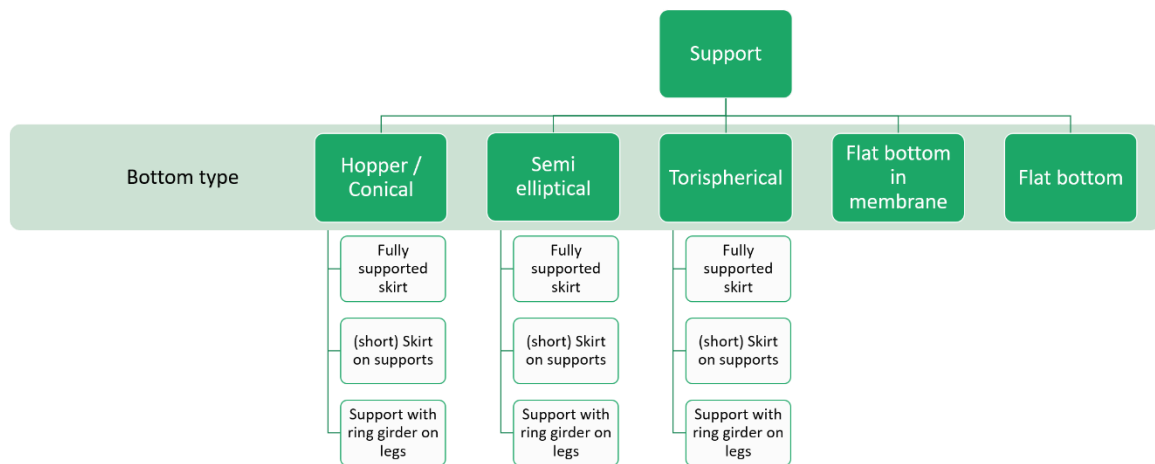 Support
Bottom type
Hopper /
Conical
Semi
elliptical
Torispherical
Flat bottom
in
membrane
Flat bottom
Fully
supported
skirt
Fully
supported
skirt
Fully
supported
skirt
(short) Skirt
on supports
(short) Skirt
on supports
(short) Skirt
on supports
Support with
ring girder on
legs
Support with
ring girder on
legs
Support with
ring girder on
legs